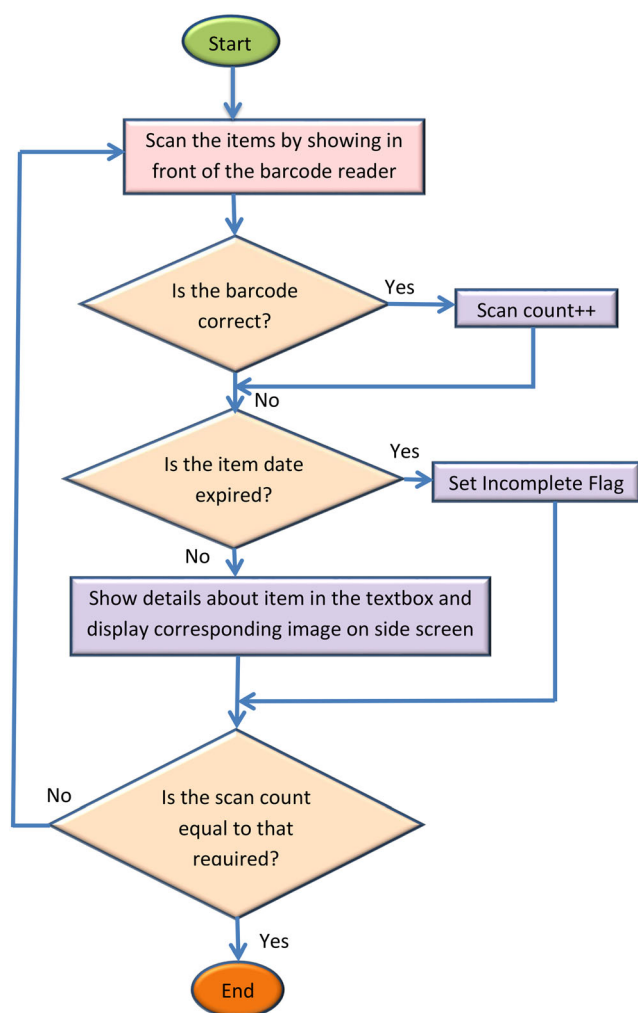 Start
Scan the items by showing in
front of the barcode reader
Is the barcode
correct?
Yes
Scan count++
No
Is the item date
expired?
Yes
Set Incomplete Flag
No
Show details about item in the textbox and
display corresponding image on side screen
No
Is the scan count
equal to that
required?
Yes
End